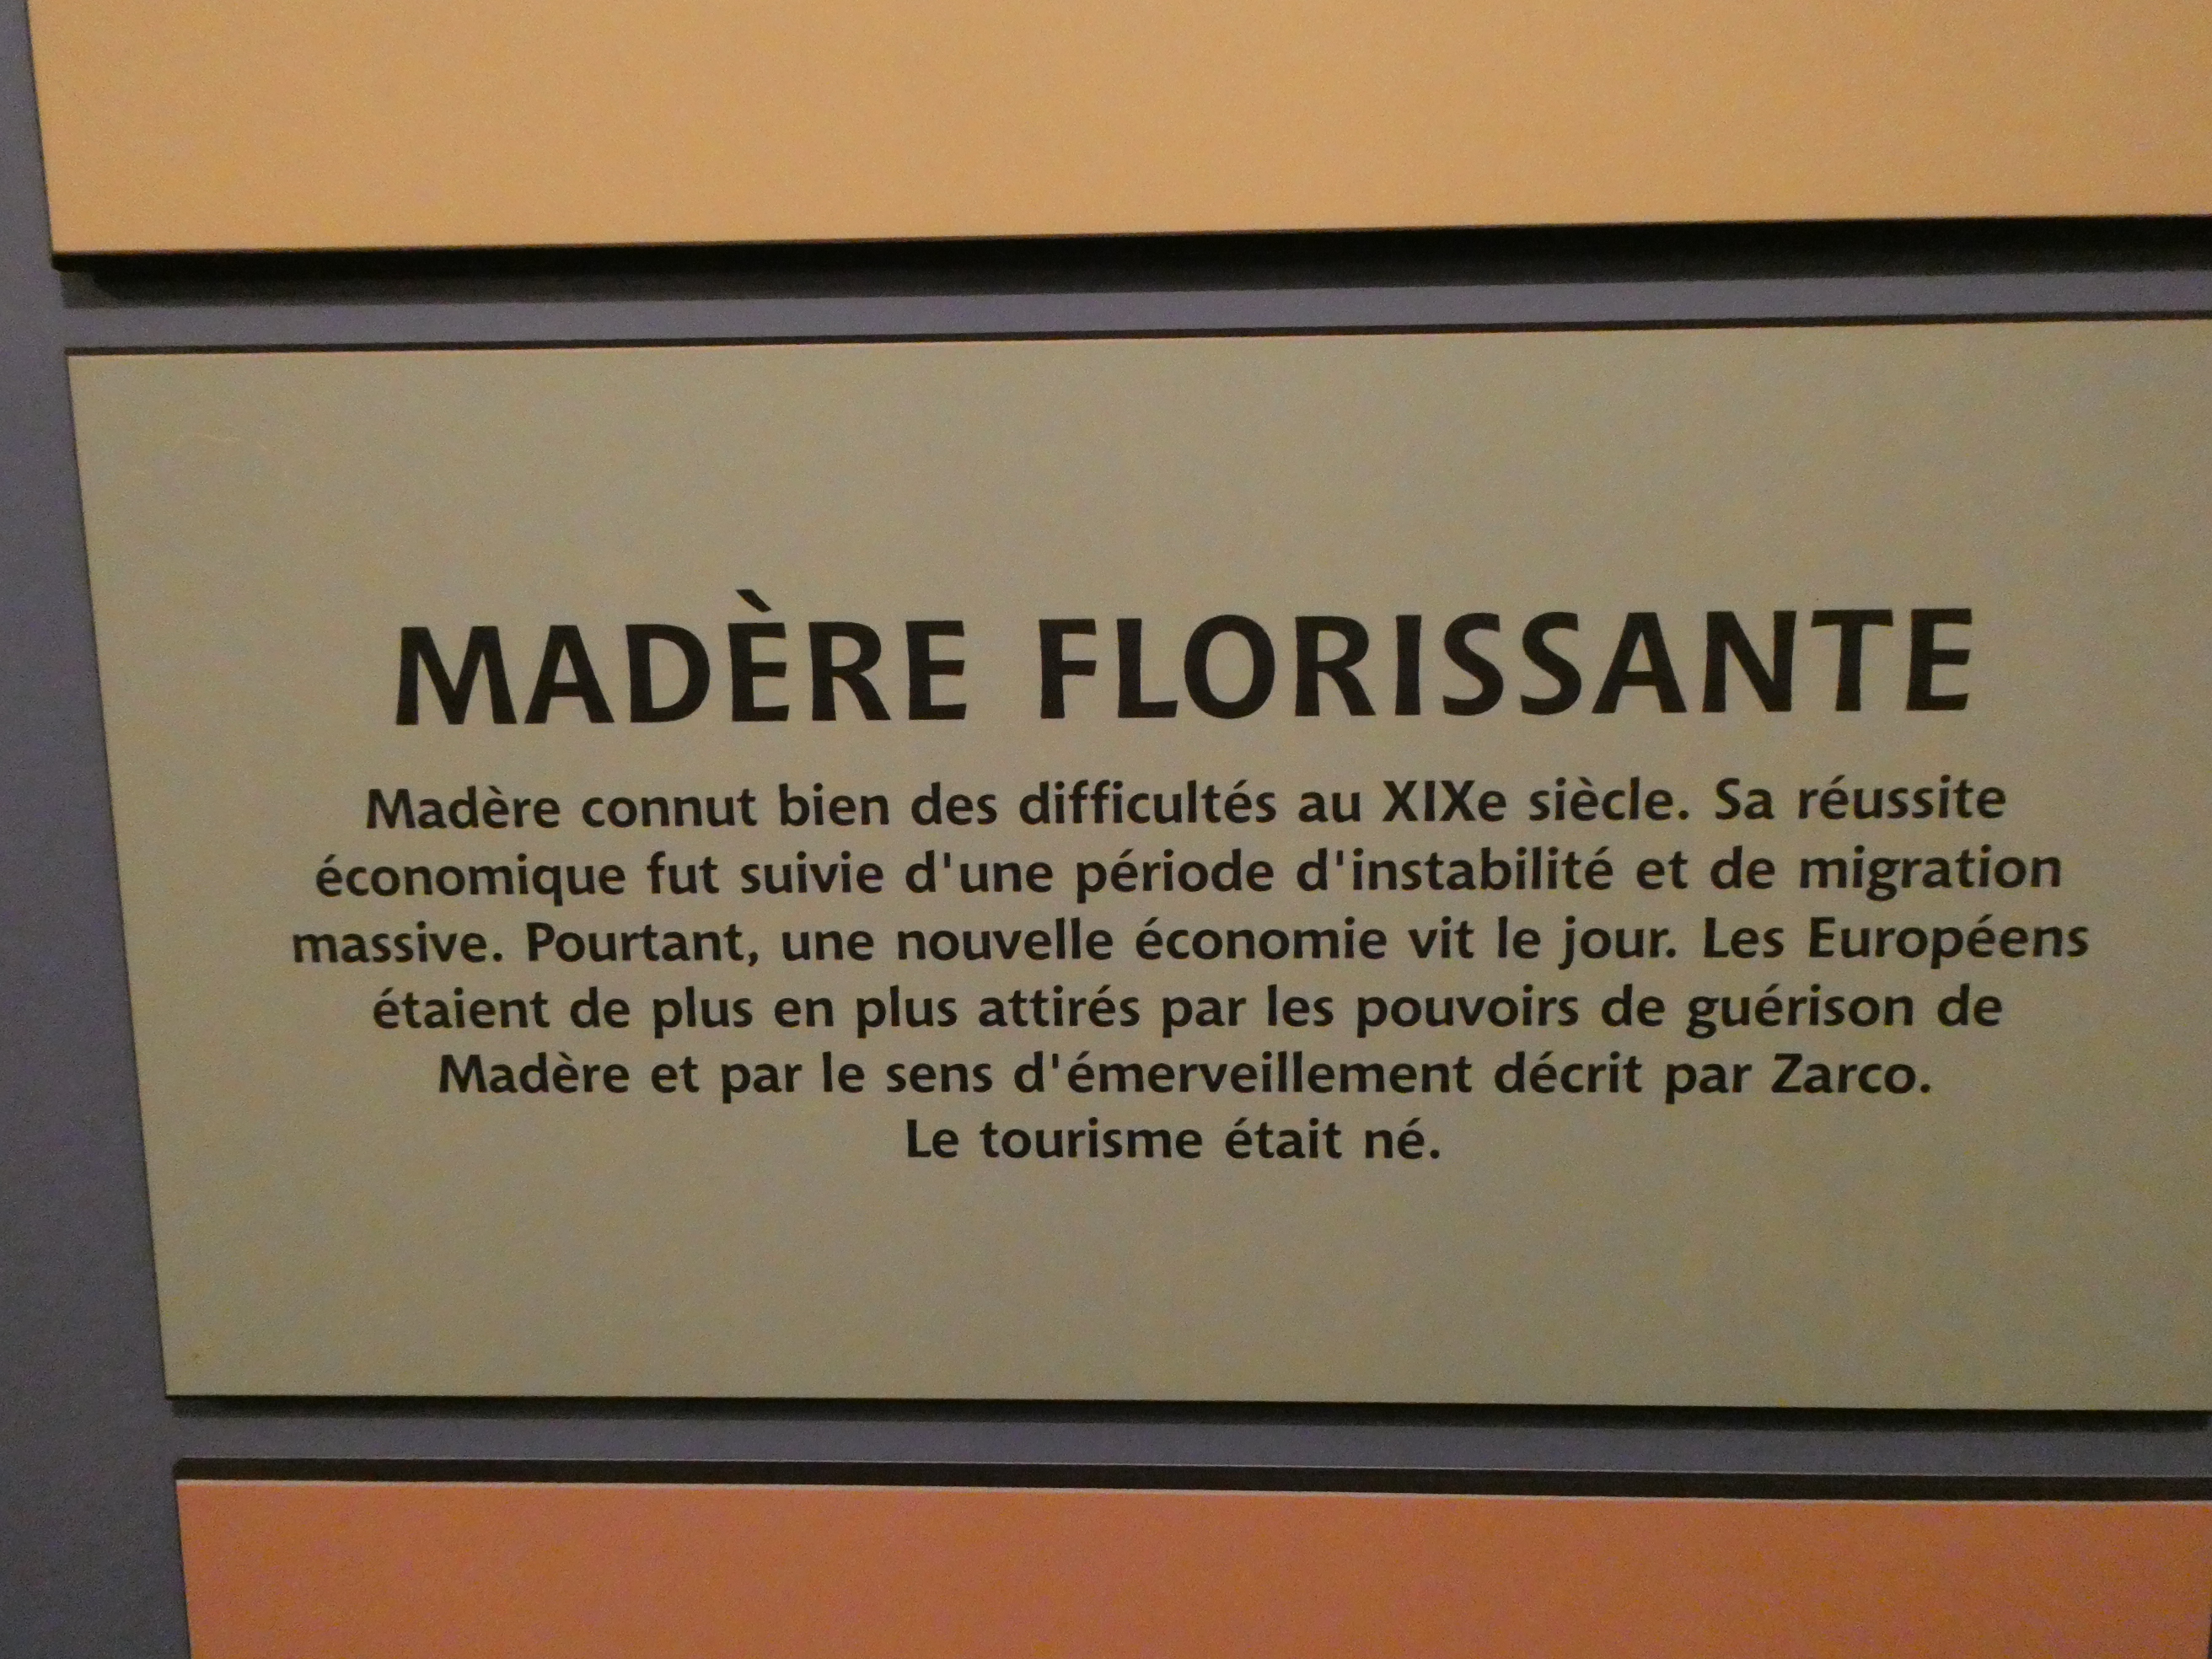 MADÈRE FLORISSANTE
Madère connut bien des difficultés au XIXe siècle. Sa réussite
économique fut suivie d'une période d'instabilité et de migration
massive. Pourtant, une nouvelle économie vit le jour. Les Européens
étaient de plus en plus attirés par les pouvoirs de guérison de
Madère et par le sens d'émerveillement décrit par Zarco.
Le tourisme était né.